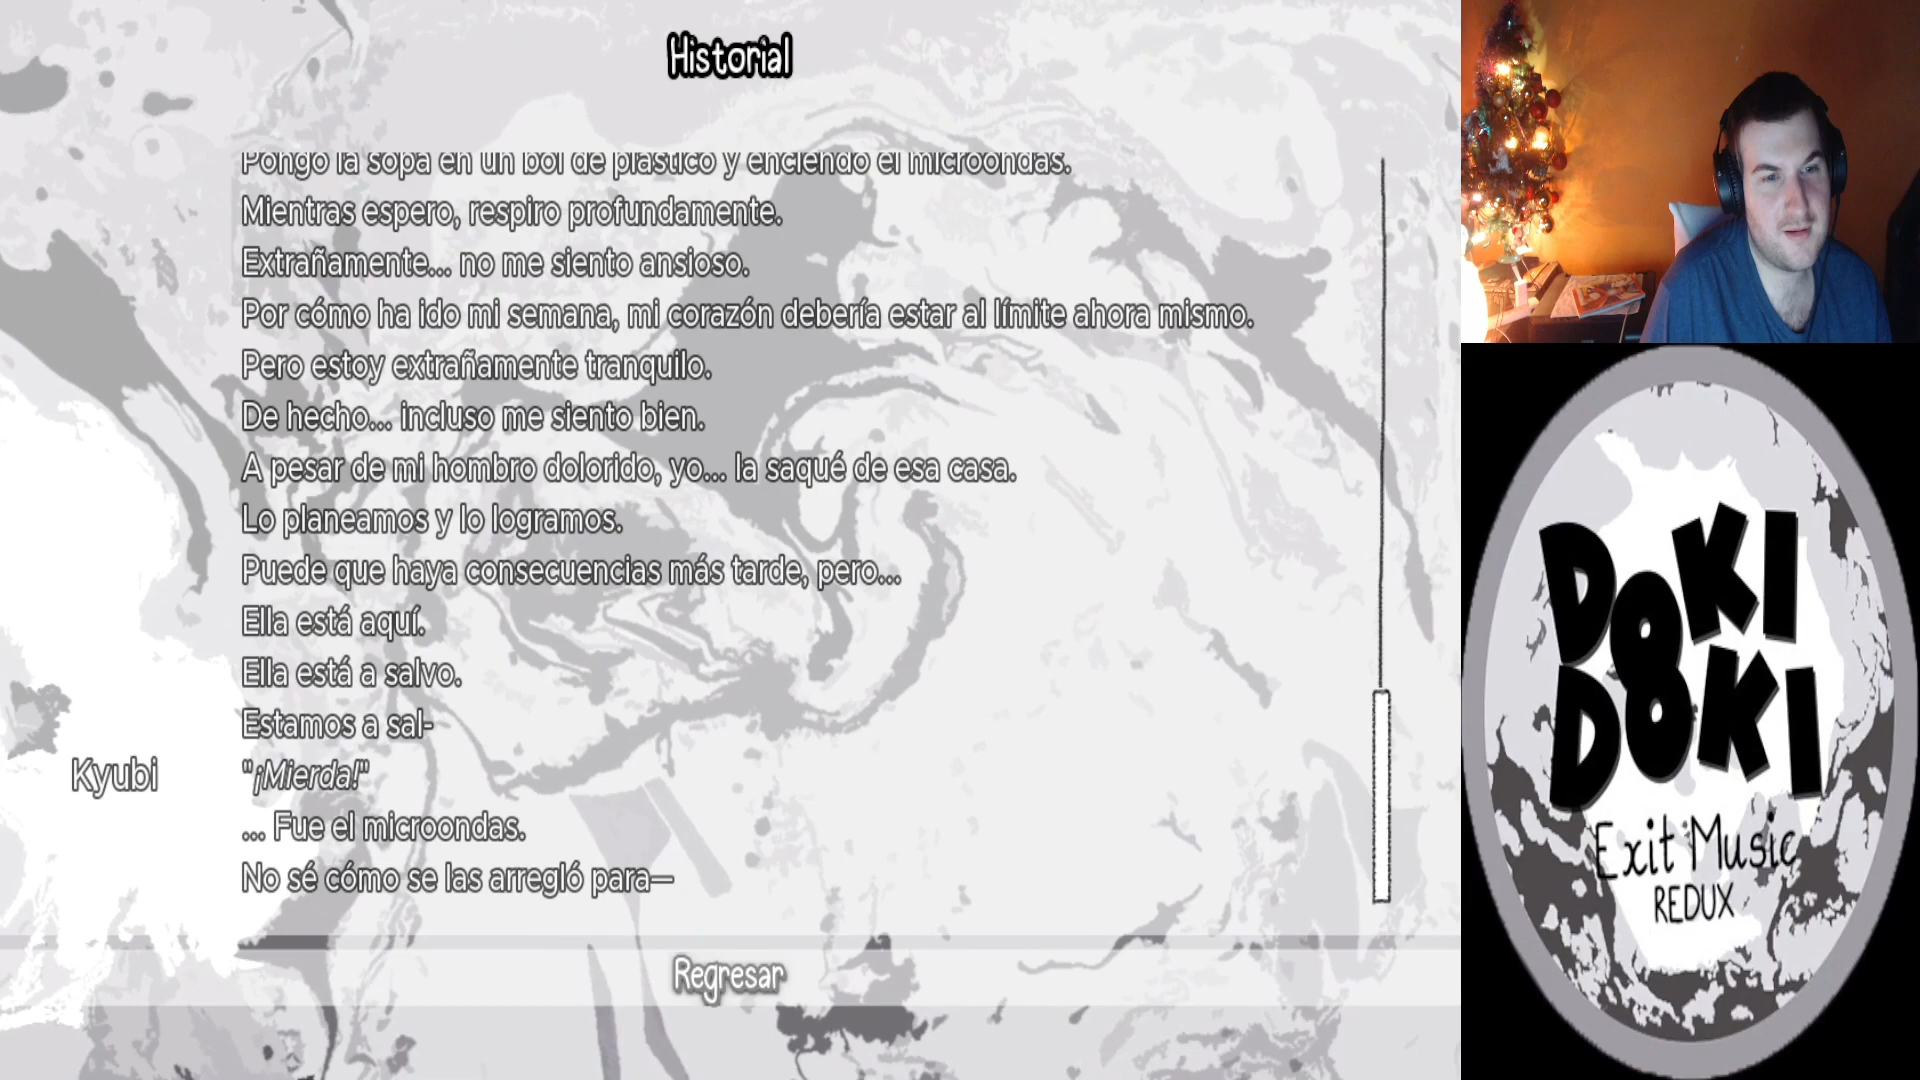 Historial
Pongo la sopa en un bol de plástico y enciendo el microondas.
Mientras espero, respiro profundamente.
Extrañamente... no me siento ansioso.
Por cómo ha ido mi semana, mi corazón debería estar al límite ahora mismo.
Pero estoy extrañamente tranquilo.
De hecho... incluso me siento bien.
A pesar de mi hombro dolorido, yo... la saqué de esa casa.
Lo planeamos y lo logramos.
Puede que haya consecuencias más tarde, pero...
Ella está aquí.
Ella está a salvo.
Estamos a sal-
Kyubi "¡Mierda!"
... Fue el microondas.
No sé cómo se las arregló para—
Regresar
DOKI
DOKI
Exit Music
REDUX